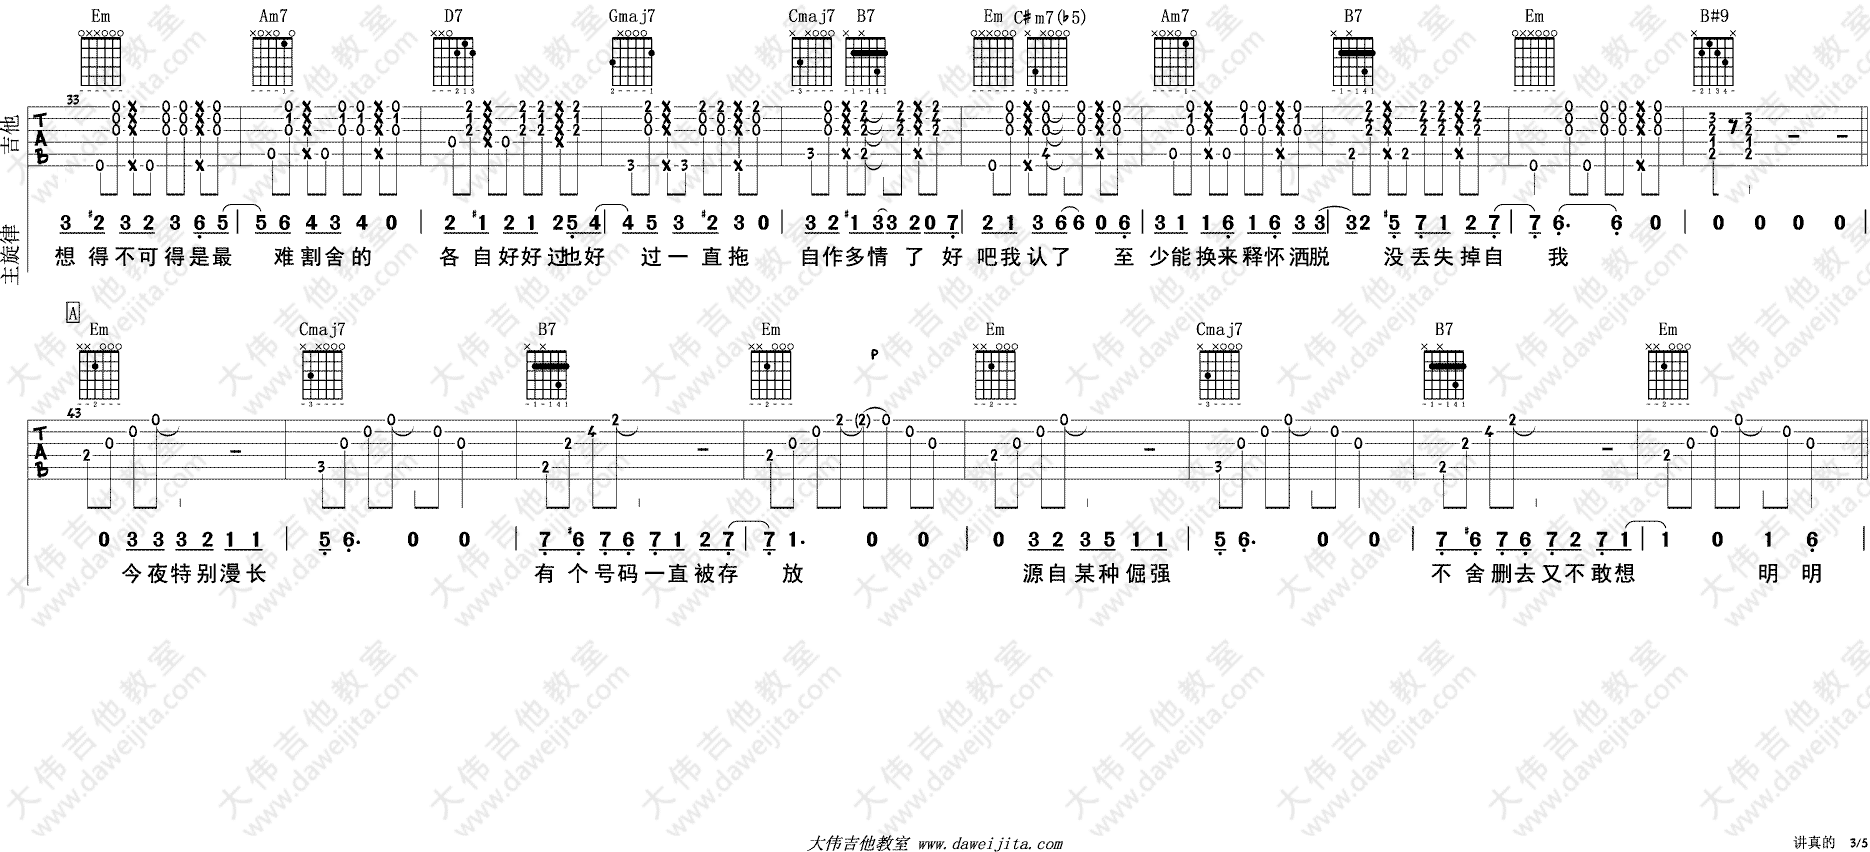 Em Am7 D7 Gmaj7 Cmaj7 B7 Em C#m7(b5) Am7 B7 Em B#9
33
吉他
TAB
主旋律
3 #2 3 2 3 6 5 | 5 6 4 3 4 0 | 2 #1 2 1 2 5 4 | 4 5 3 #2 3 0 | 3 2 #1 3 3 2 0 7 | 2 1 3 6 6 0 6 | 3 1 1 6 1 6 3 3 | 3 2 #5 7 1 2 7 | 7 6. 6 0 | 0 0 0 0
想得不可得是最 难割舍的 各自好好过也好 过一直拖 自作多情了好 吧我认了 至少能换来释怀洒脱 没丢失掉自 我
A
Em Cmaj7 B7 Em Em Cmaj7 B7 Em
P
43
TAB
0 3 3 3 2 1 1 | 5 6. 0 0 | 7 #6 7 6 7 1 2 7 | 7 1. 0 0 | 0 3 2 3 5 1 1 | 5 6. 0 0 | 7 #6 7 6 7 2 7 1 | 1 0 1 6
今夜特别漫长 有个号码一直被存 放 源自某种倔强 不舍删去又不敢想 明明
大伟吉他教室 www.daweijita.com
讲真的 3/5